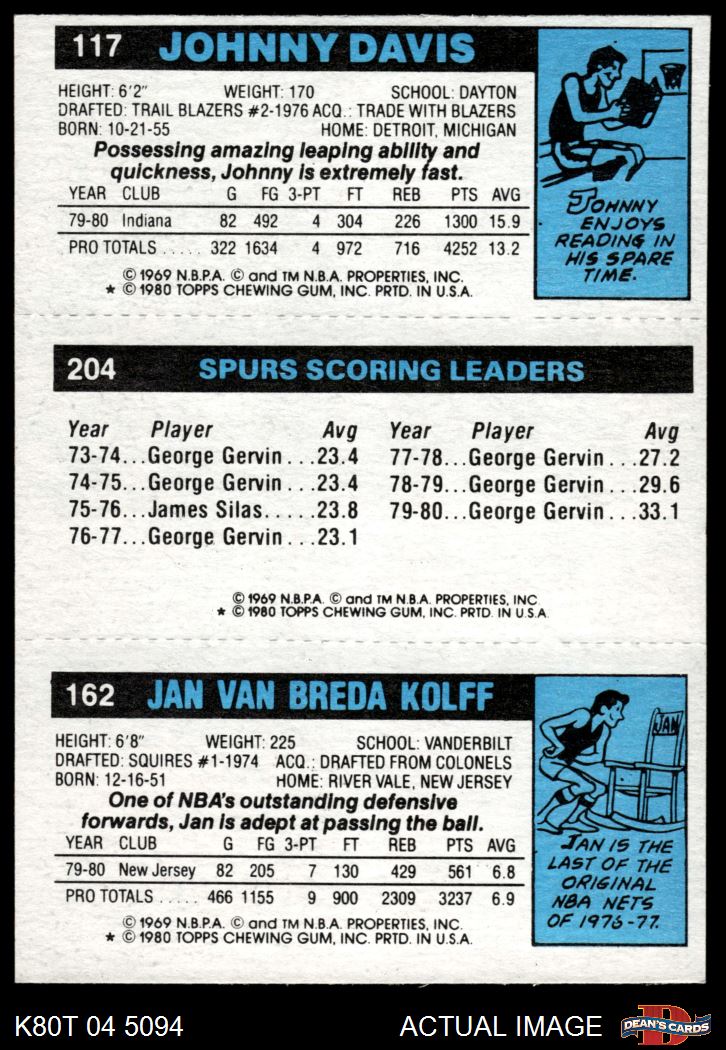 117 JOHNNY DAVIS
HEIGHT: 6'2" WEIGHT: 170 SCHOOL: DAYTON
DRAFTED: TRAIL BLAZERS #2-1976 ACQ.: TRADE WITH BLAZERS
BORN: 10-21-55 HOME: DETROIT, MICHIGAN
Possessing amazing leaping ability and
quickness, Johnny is extremely fast.
YEAR CLUB G FG 3-PT FT REB PTS AVG
79-80 Indiana 82 492 4 304 226 1300 15.9
PRO TOTALS ..... 322 1634 4 972 716 4252 13.2
© 1969 N.B.P.A. © and TM N.B.A. PROPERTIES, INC.
* © 1980 TOPPS CHEWING GUM, INC. PRTD. IN U.S.A.
JOHNNY
ENJOYS
READING IN
HIS SPARE
TIME.
204 SPURS SCORING LEADERS
Year Player Avg Year Player Avg
73-74...George Gervin...23.4 77-78...George Gervin...27.2
74-75...George Gervin...23.4 78-79...George Gervin...29.6
75-76...James Silas.....23.8 79-80...George Gervin...33.1
76-77...George Gervin...23.1
© 1969 N.B.P.A. © and TM N.B.A. PROPERTIES, INC.
* © 1980 TOPPS CHEWING GUM, INC. PRTD. IN U.S.A.
162 JAN VAN BREDA KOLFF
HEIGHT: 6'8" WEIGHT: 225 SCHOOL: VANDERBILT
DRAFTED: SQUIRES #1-1974 ACQ.: DRAFTED FROM COLONELS
BORN: 12-16-51 HOME: RIVER VALE, NEW JERSEY
One of NBA's outstanding defensive
forwards, Jan is adept at passing the ball.
YEAR CLUB G FG 3-PT FT REB PTS AVG
79-80 New Jersey 82 205 7 130 429 561 6.8
PRO TOTALS ..... 466 1155 9 900 2309 3237 6.9
© 1969 N.B.P.A. © and TM N.B.A. PROPERTIES, INC.
* © 1980 TOPPS CHEWING GUM, INC. PRTD. IN U.S.A.
JAN
JAN IS THE
LAST OF THE
ORIGINAL
NBA NETS
OF 1976-77.
K80T 04 5094 ACTUAL IMAGE
D
DEAN'S CARDS